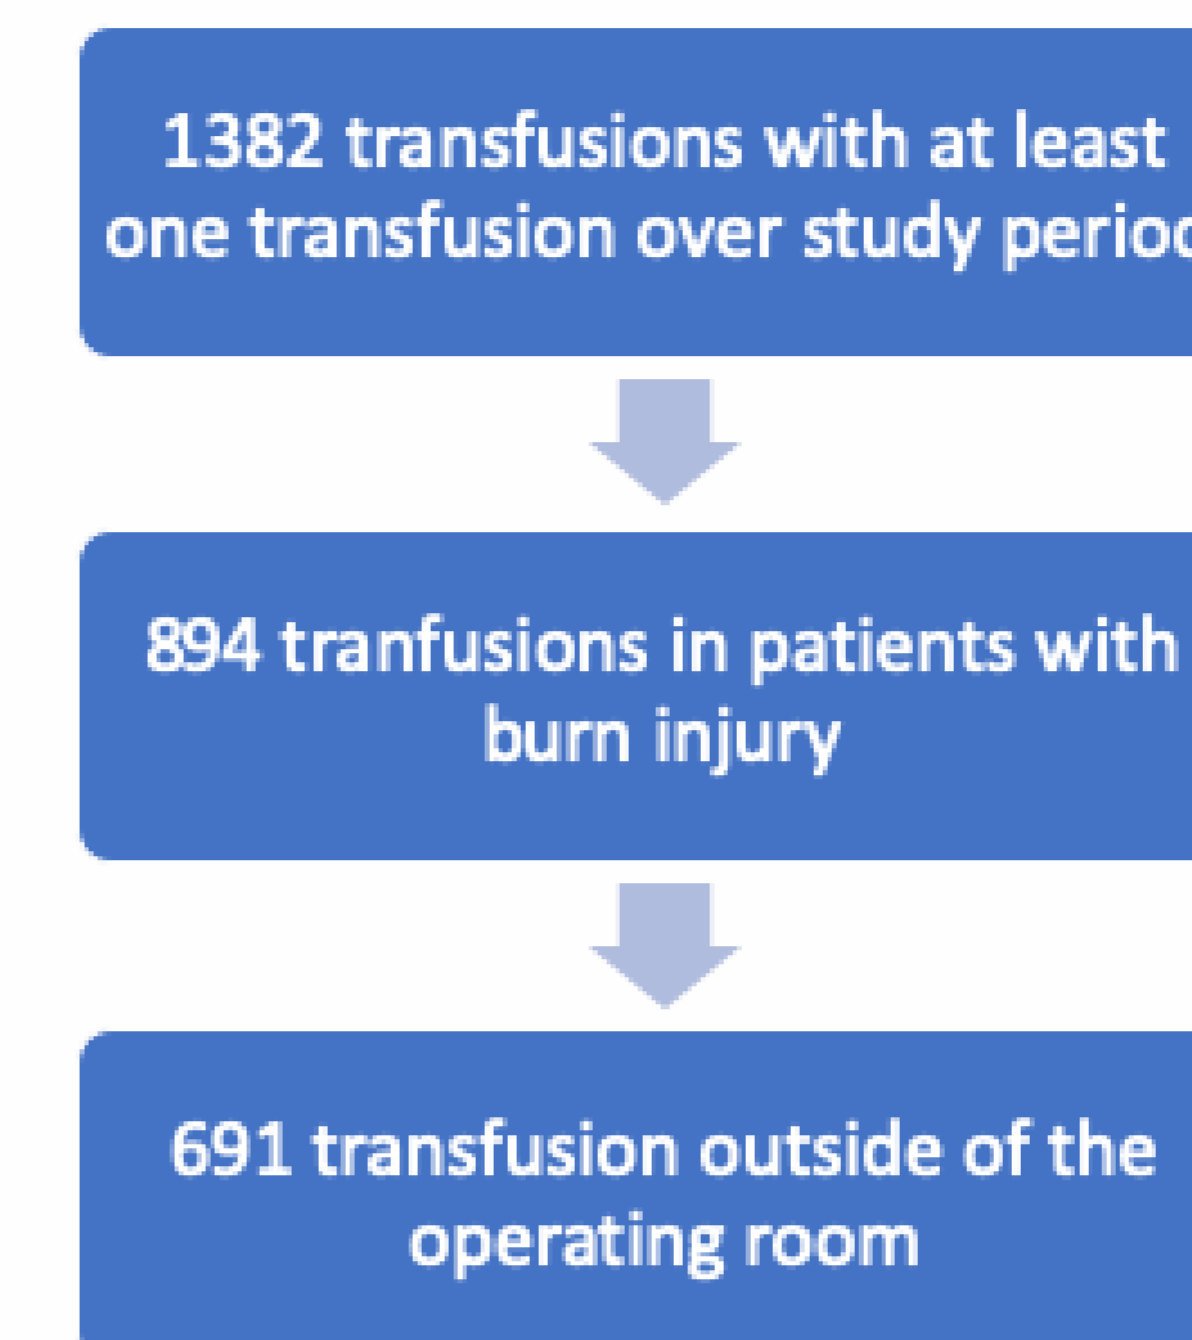 1382 transfusions with at least
one transfusion over study perio
894 tranfusions in patients with
burn injury
691 transfusion outside of the
operating room